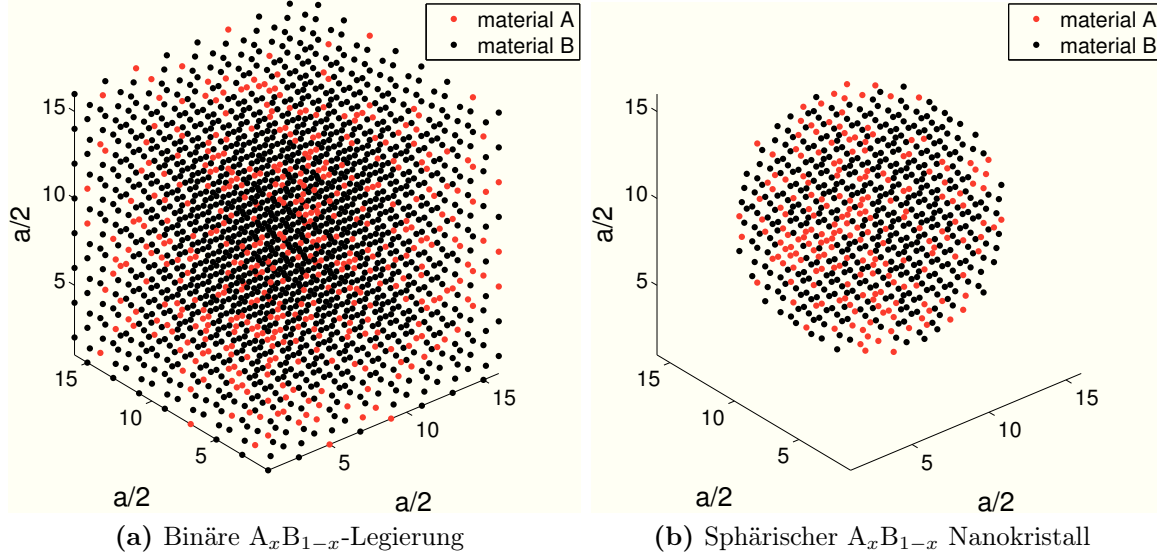 material A
material B
15
10
5
a/2
15
10
5
a/2
5
10
15
a/2
(a) Binäre AₓB₁₋ₓ-Legierung
material A
material B
15
10
5
a/2
15
10
5
a/2
5
10
15
a/2
(b) Sphärischer AₓB₁₋ₓ Nanokristall